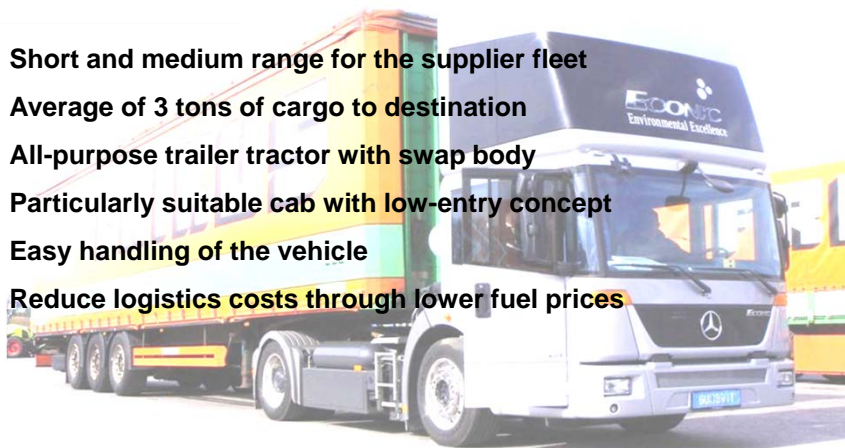 Short and medium range for the supplier fleet
Average of 3 tons of cargo to destination
All-purpose trailer tractor with swap body
Particularly suitable cab with low-entry concept
Easy handling of the vehicle
Reduce logistics costs through lower fuel prices
ECONIC
Environmental Excellence
ECONIC